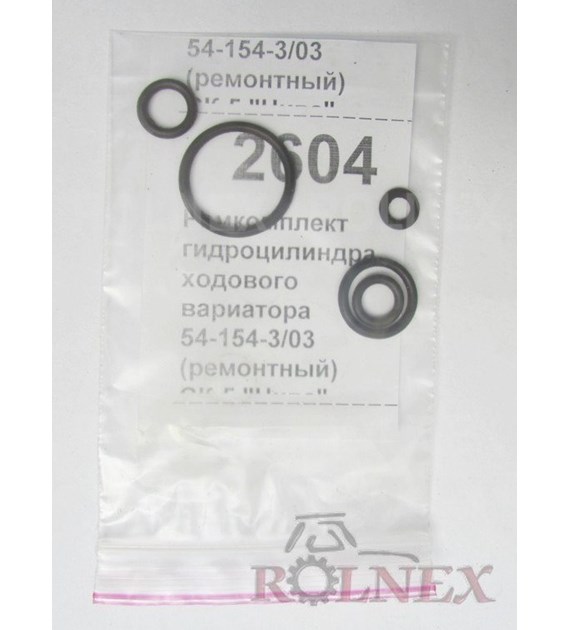 54-154-3/03
(ремонтный)
2604
Ремкомплект
гидроцилиндра
ходового
вариатора
54-154-3/03
(ремонтный)
ROLNEX